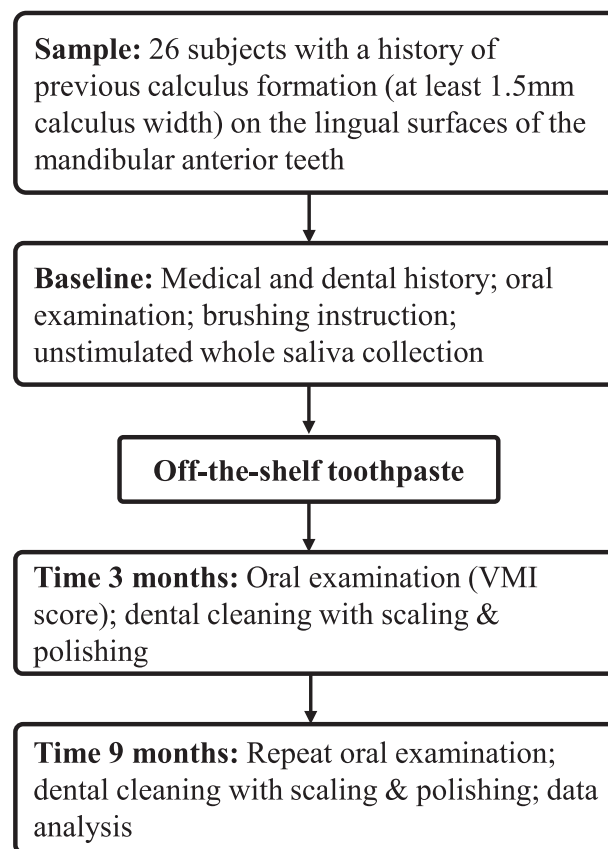 Sample: 26 subjects with a history of
previous calculus formation (at least 1.5mm
calculus width) on the lingual surfaces of the
mandibular anterior teeth
Baseline: Medical and dental history; oral
examination; brushing instruction;
unstimulated whole saliva collection
Off-the-shelf toothpaste
Time 3 months: Oral examination (VMI
score); dental cleaning with scaling &
polishing
Time 9 months: Repeat oral examination;
dental cleaning with scaling & polishing; data
analysis